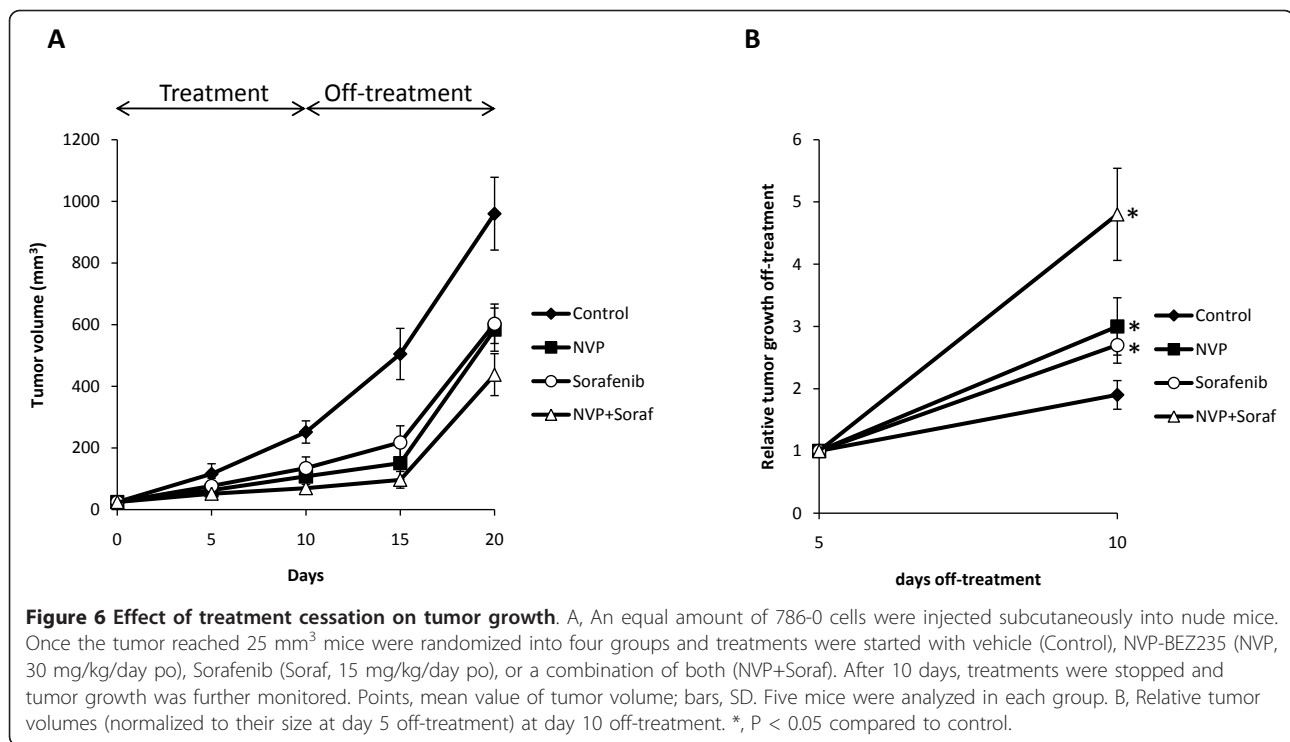 A
Treatment
Off-treatment
Tumor volume (mm³)
1200
1000
800
600
400
200
0
0
5
10
15
20
Days
Control
NVP
Sorafenib
NVP+Soraf
B
Relative tumor growth off-treatment
6
5
4
3
2
1
0
*
*
*
5
10
days off-treatment
Control
NVP
Sorafenib
NVP+Soraf
Figure 6 Effect of treatment cessation on tumor growth. A, An equal amount of 786-0 cells were injected subcutaneously into nude mice.
Once the tumor reached 25 mm³ mice were randomized into four groups and treatments were started with vehicle (Control), NVP-BEZ235 (NVP,
30 mg/kg/day po), Sorafenib (Soraf, 15 mg/kg/day po), or a combination of both (NVP+Soraf). After 10 days, treatments were stopped and
tumor growth was further monitored. Points, mean value of tumor volume; bars, SD. Five mice were analyzed in each group. B, Relative tumor
volumes (normalized to their size at day 5 off-treatment) at day 10 off-treatment. *, P < 0.05 compared to control.